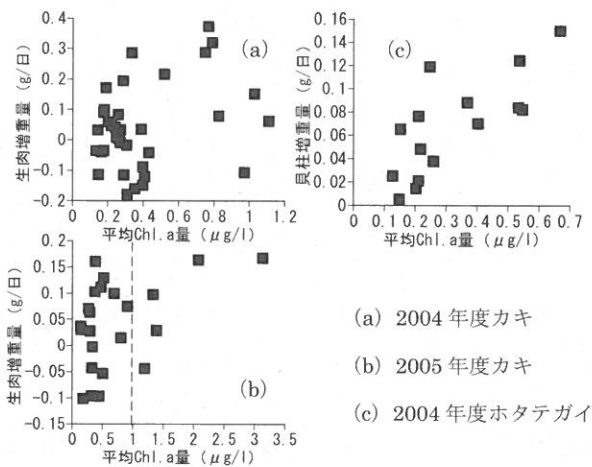 (a)
生肉増重量 (g/日)
0.4
0.3
0.2
0.1
0
-0.1
-0.2
0 0.2 0.4 0.6 0.8 1 1.2
平均Chl.a量 (μg/l)
(c)
貝柱増重量 (g/日)
0.16
0.14
0.12
0.1
0.08
0.06
0.04
0.02
0
0 0.1 0.2 0.3 0.4 0.5 0.6 0.7
平均Chl.a量 (μg/l)
(b)
生肉増重量 (g/日)
0.2
0.15
0.1
0.05
0
-0.05
-0.1
-0.15
0 0.5 1 1.5 2 2.5 3 3.5
平均Chl.a量 (μg/l)
(a) 2004年度カキ
(b) 2005年度カキ
(c) 2004年度ホタテガイ